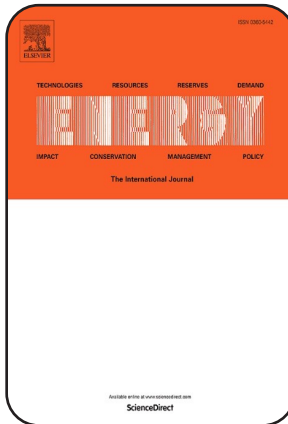 ISSN 0360-5442
ELSEVIER
TECHNOLOGIES RESOURCES RESERVES DEMAND
ENERGY
IMPACT CONSERVATION MANAGEMENT POLICY
The International Journal
Available online at www.sciencedirect.com
ScienceDirect